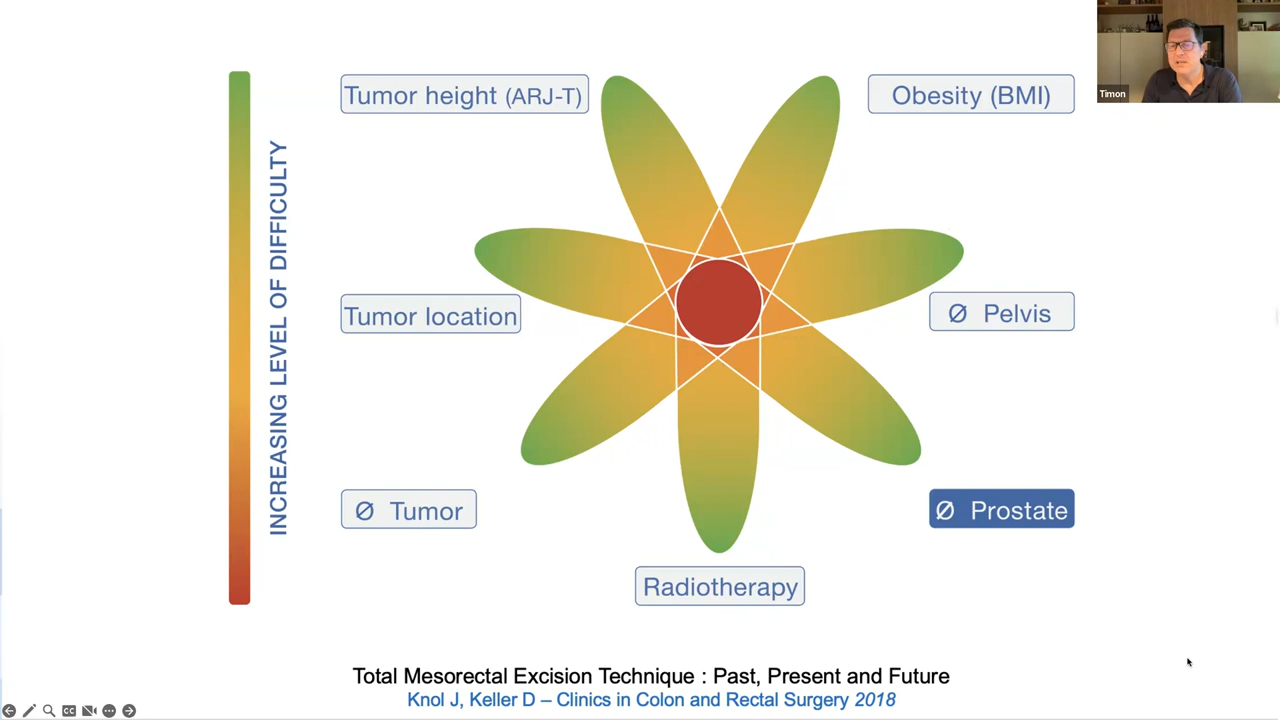 Tumor height (ARJ-T)
Obesity (BMI)
Timon
INCREASING LEVEL OF DIFFICULTY
Tumor location
Ø Pelvis
Ø Tumor
Ø Prostate
Radiotherapy
Total Mesorectal Excision Technique : Past, Present and Future
Knol J, Keller D – Clinics in Colon and Rectal Surgery 2018
CC